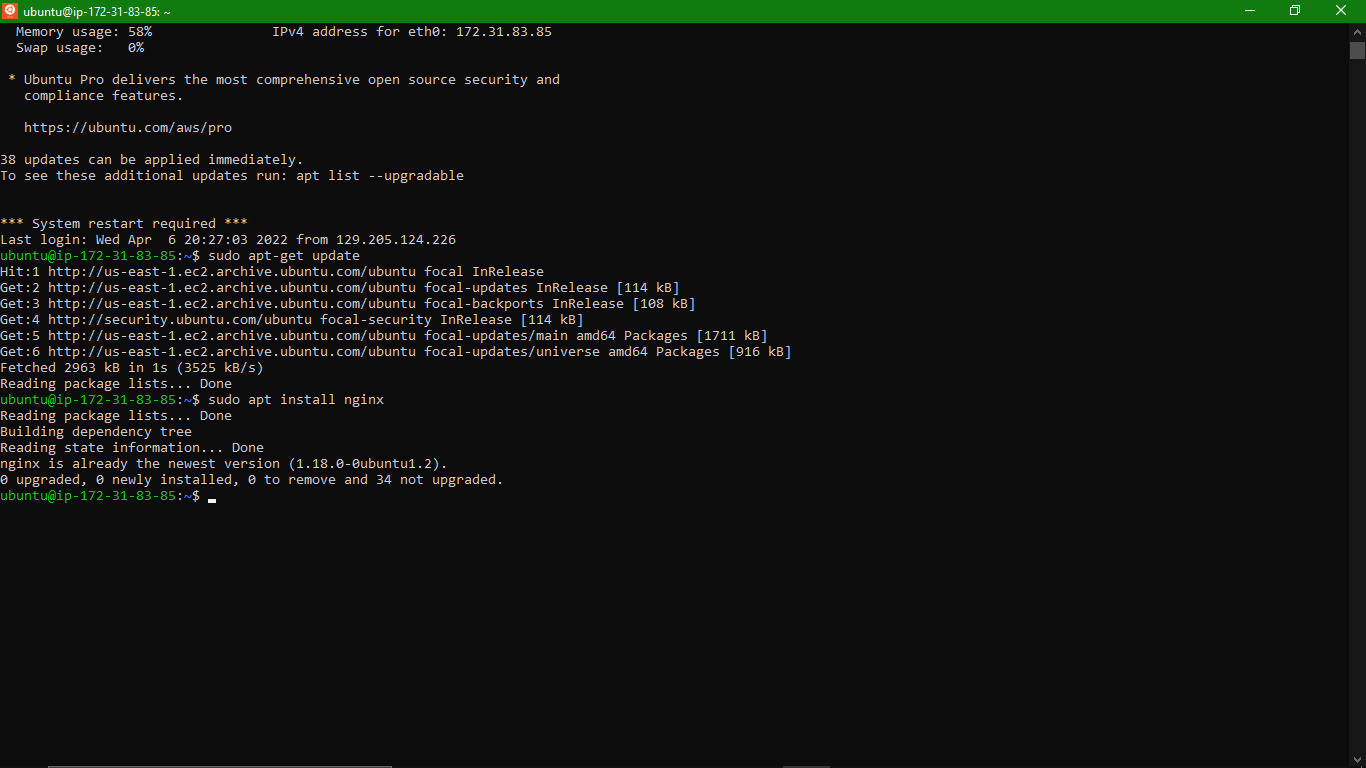 ubuntu@ip-172-31-83-85: ~
Memory usage: 58%               IPv4 address for eth0: 172.31.83.85
Swap usage:   0%
* Ubuntu Pro delivers the most comprehensive open source security and
compliance features.
https://ubuntu.com/aws/pro
38 updates can be applied immediately.
To see these additional updates run: apt list --upgradable
*** System restart required ***
Last login: Wed Apr  6 20:27:03 2022 from 129.205.124.226
ubuntu@ip-172-31-83-85:~$ sudo apt-get update
Hit:1 http://us-east-1.ec2.archive.ubuntu.com/ubuntu focal InRelease
Get:2 http://us-east-1.ec2.archive.ubuntu.com/ubuntu focal-updates InRelease [114 kB]
Get:3 http://us-east-1.ec2.archive.ubuntu.com/ubuntu focal-backports InRelease [108 kB]
Get:4 http://security.ubuntu.com/ubuntu focal-security InRelease [114 kB]
Get:5 http://us-east-1.ec2.archive.ubuntu.com/ubuntu focal-updates/main amd64 Packages [1711 kB]
Get:6 http://us-east-1.ec2.archive.ubuntu.com/ubuntu focal-updates/universe amd64 Packages [916 kB]
Fetched 2963 kB in 1s (3525 kB/s)
Reading package lists... Done
ubuntu@ip-172-31-83-85:~$ sudo apt install nginx
Reading package lists... Done
Building dependency tree
Reading state information... Done
nginx is already the newest version (1.18.0-0ubuntu1.2).
0 upgraded, 0 newly installed, 0 to remove and 34 not upgraded.
ubuntu@ip-172-31-83-85:~$